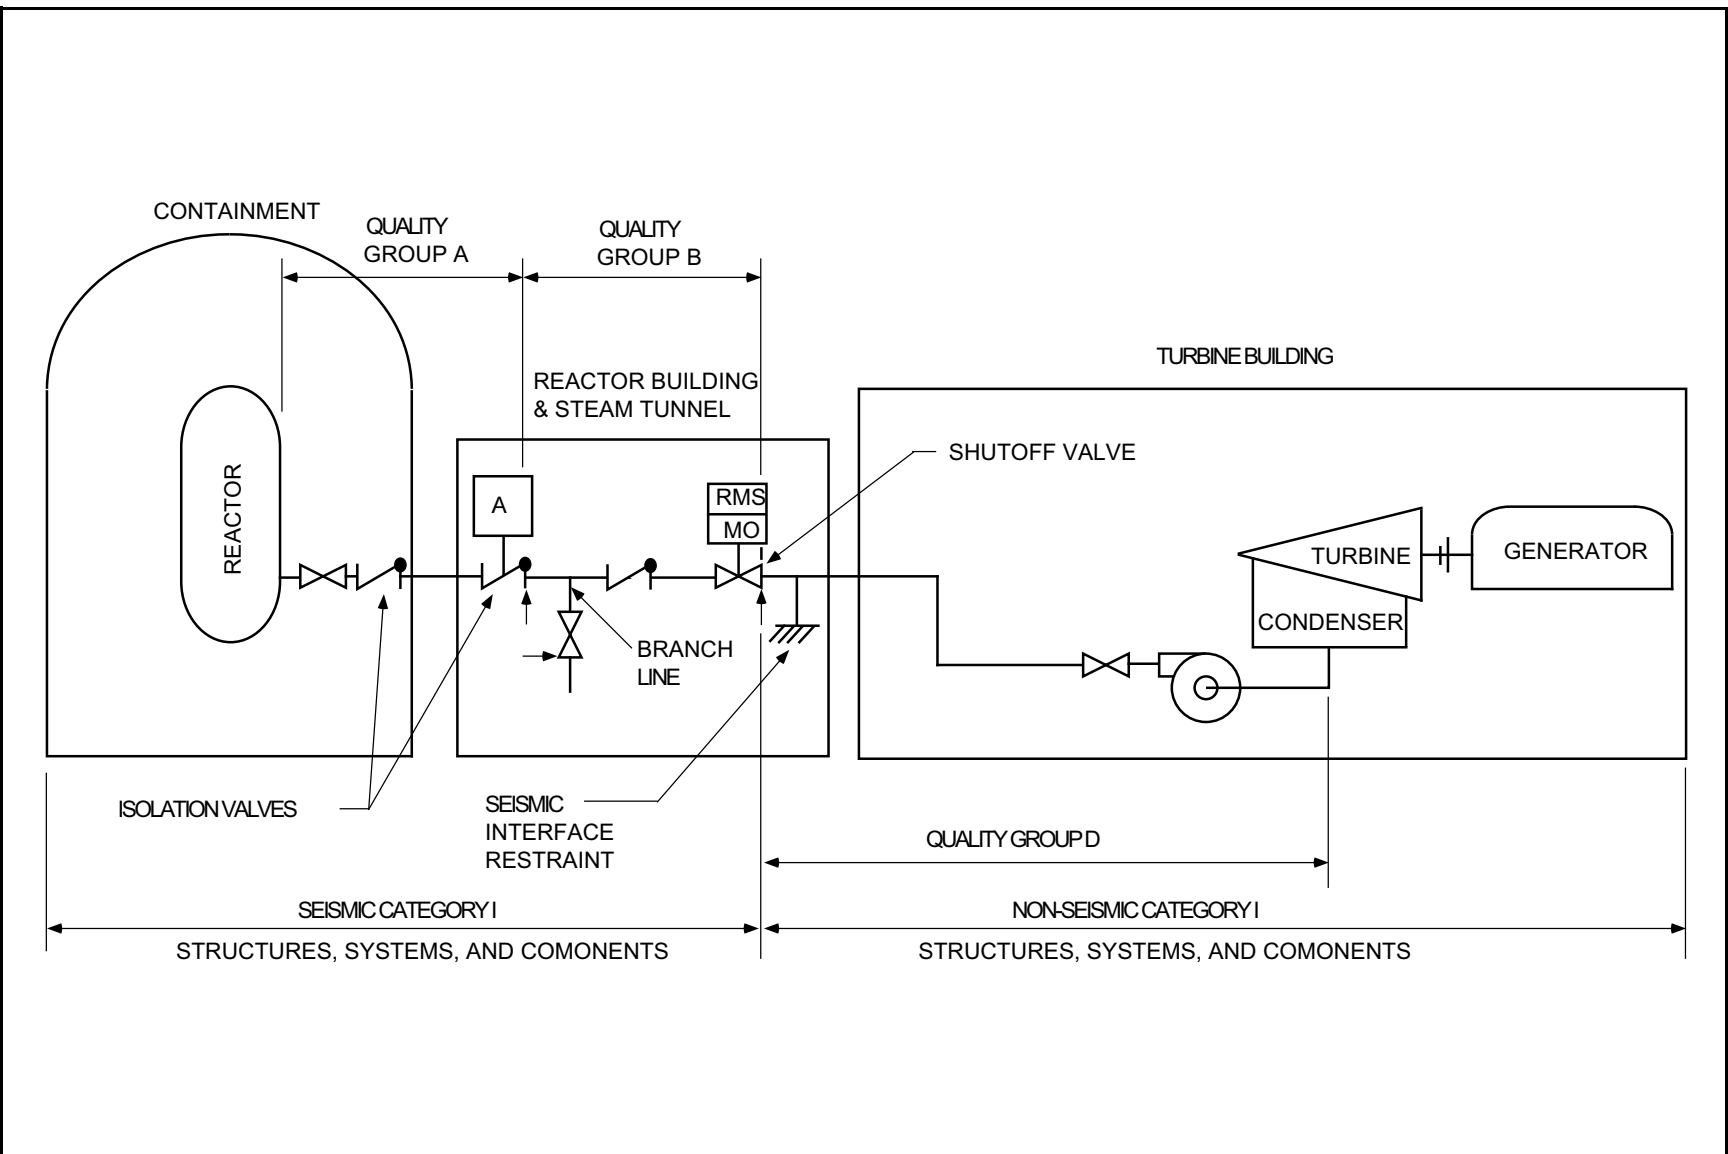 CONTAINMENT
QUALITY
GROUP A
QUALITY
GROUP B
TURBINE BUILDING
REACTOR BUILDING
& STEAM TUNNEL
SHUTOFF VALVE
REACTOR
A
RMS
MO
TURBINE
GENERATOR
CONDENSER
BRANCH
LINE
ISOLATION VALVES
SEISMIC
INTERFACE
RESTRAINT
QUALITY GROUP D
SEISMIC CATEGORY I
STRUCTURES, SYSTEMS, AND COMONENTS
NON-SEISMIC CATEGORY I
STRUCTURES, SYSTEMS, AND COMONENTS